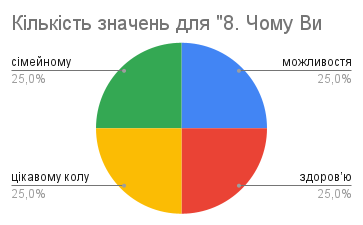 Кількість значень для "8. Чому Ви
сімейному
25,0%
можливостя
25,0%
цікавому колу
25,0%
здоров'ю
25,0%